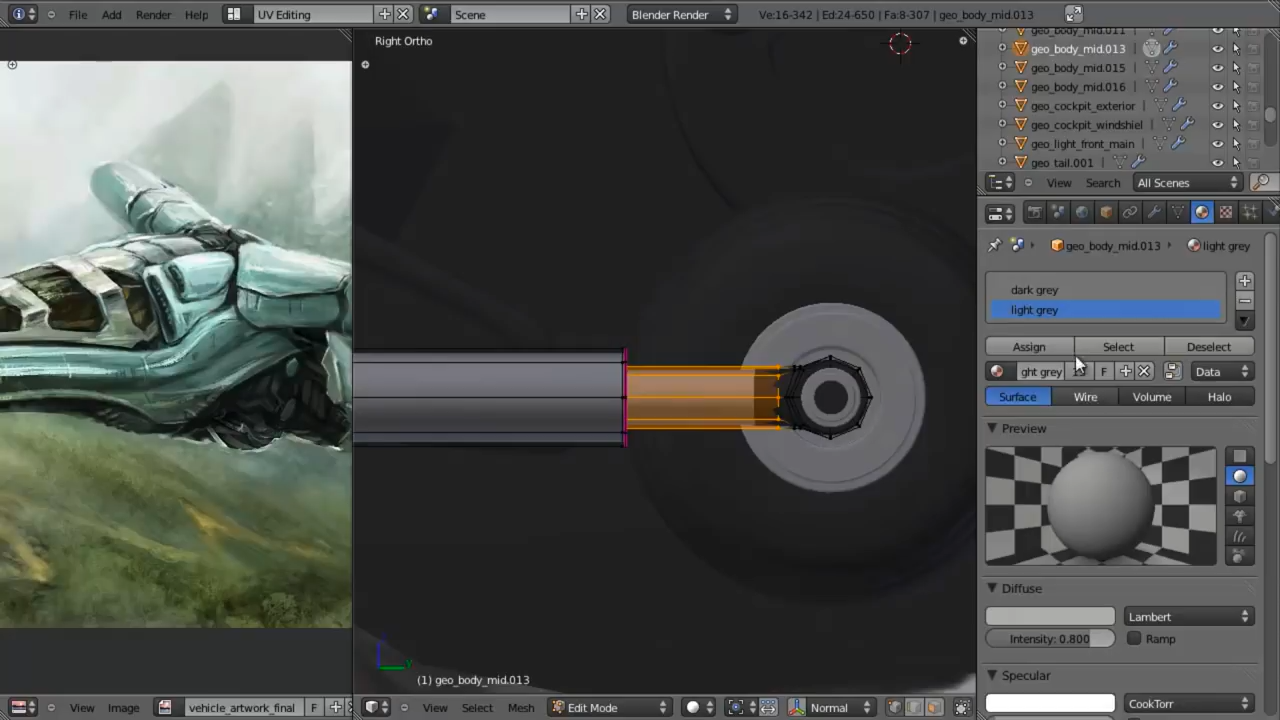 File Add Render Help UV Editing Scene Blender Render Ve:16-342 | Ed:24-650 | Fa:8-307 | geo_body_mid.013
Right Ortho
geo_body_mid.011
geo_body_mid.013
geo_body_mid.015
geo_body_mid.016
geo_cockpit_exterior
geo_cockpit_windshiel
geo_light_front_main
geo_tail.001
View Search All Scenes
geo_body_mid.013 light grey
dark grey
light grey
Assign Select Deselect
ght grey F Data
Surface Wire Volume Halo
Preview
Diffuse
Lambert
Intensity: 0.800 Ramp
Specular
CookTorr
(1) geo_body_mid.013
View Image vehicle_artwork_final F View Select Mesh Edit Mode Normal